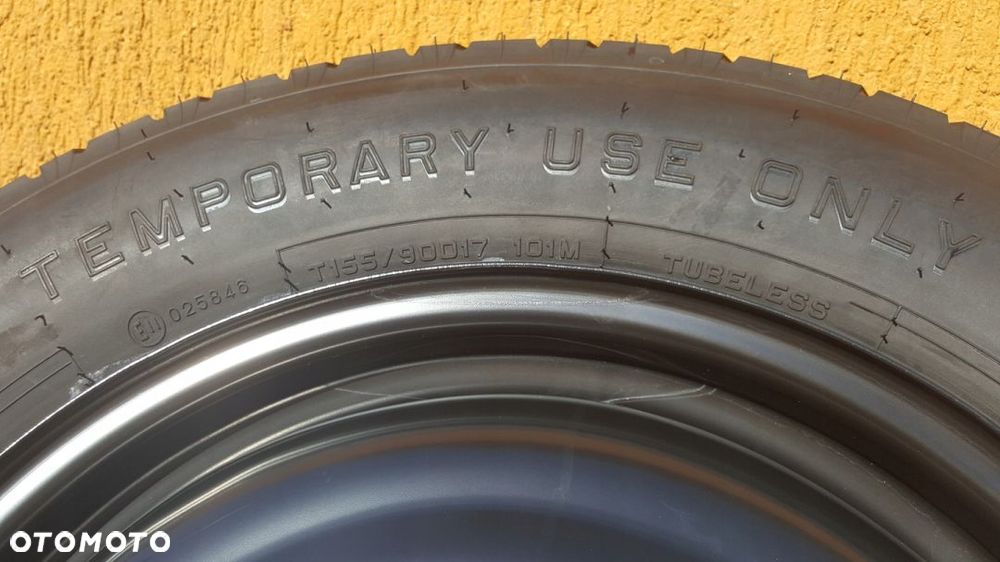 TEMPORARY USE ONLY
E11 025846 T155/90D17 101M TUBELESS
OTOMOTO